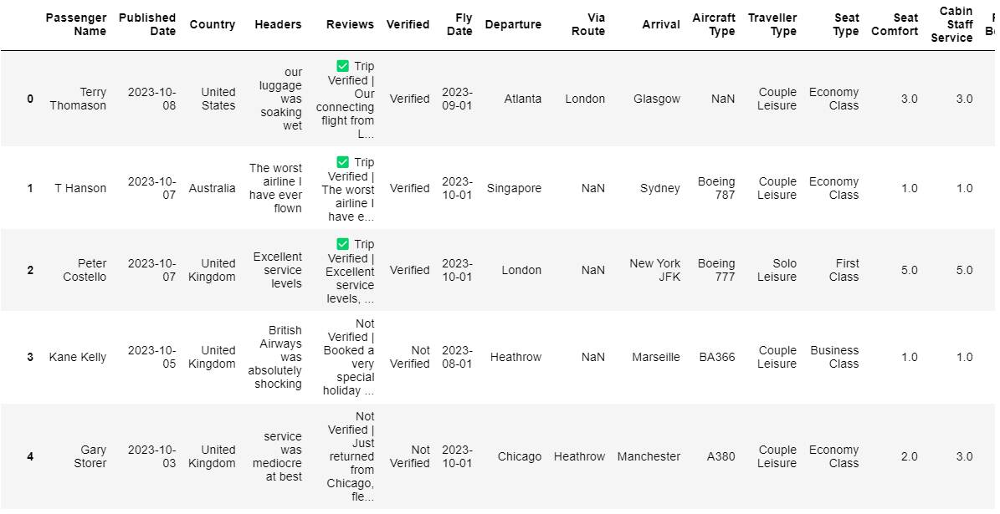 Passenger
Name
Published
Date
Country
Headers
Reviews
Verified
Fly
Date
Departure
Via
Route
Arrival
Aircraft
Type
Traveller
Type
Seat
Type
Seat
Comfort
Cabin
Staff
Service
0
Terry
Thomason
2023-10-
08
United
States
our
luggage
was
soaking
wet
✅ Trip
Verified |
Our
connecting
flight from
L...
Verified
2023-
09-01
Atlanta
London
Glasgow
NaN
Couple
Leisure
Economy
Class
3.0
3.0
1
T Hanson
2023-10-
07
Australia
The worst
airline I
have ever
flown
✅ Trip
Verified |
The worst
airline I
have e...
Verified
2023-
10-01
Singapore
NaN
Sydney
Boeing
787
Couple
Leisure
Economy
Class
1.0
1.0
2
Peter
Costello
2023-10-
07
United
Kingdom
Excellent
service
levels
✅ Trip
Verified |
Excellent
service
levels, ...
Verified
2023-
10-01
London
NaN
New York
JFK
Boeing
777
Solo
Leisure
First
Class
5.0
5.0
3
Kane Kelly
2023-10-
05
United
Kingdom
British
Airways
was
absolutely
shocking
Not
Verified |
Booked a
very
special
holiday ...
Not
Verified
2023-
08-01
Heathrow
NaN
Marseille
BA366
Couple
Leisure
Business
Class
1.0
1.0
4
Gary
Storer
2023-10-
03
United
Kingdom
service
was
mediocre
at best
Not
Verified |
Just
returned
from
Chicago,
fle...
Not
Verified
2023-
10-01
Chicago
Heathrow
Manchester
A380
Couple
Leisure
Economy
Class
2.0
3.0